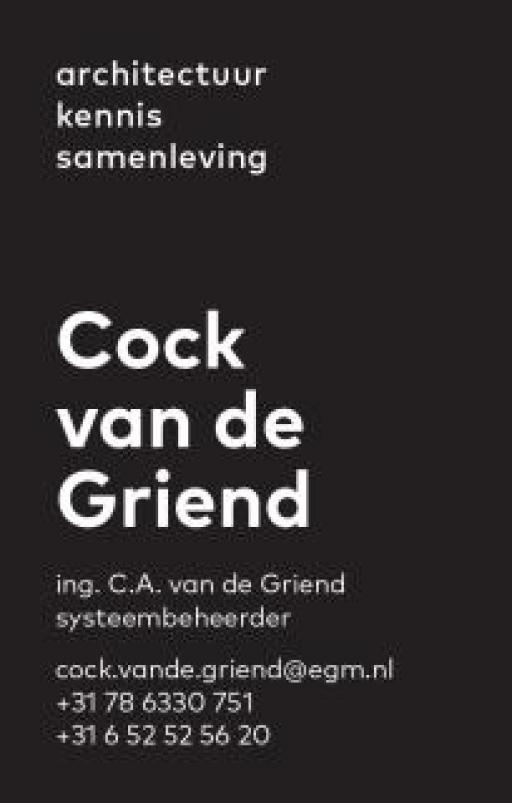 architectuur
kennis
samenleving
Cock
van de
Griend
ing. C.A. van de Griend
systeembeheerder
cock.vande.griend@egm.nl
+31 78 6330 751
+31 6 52 52 56 20